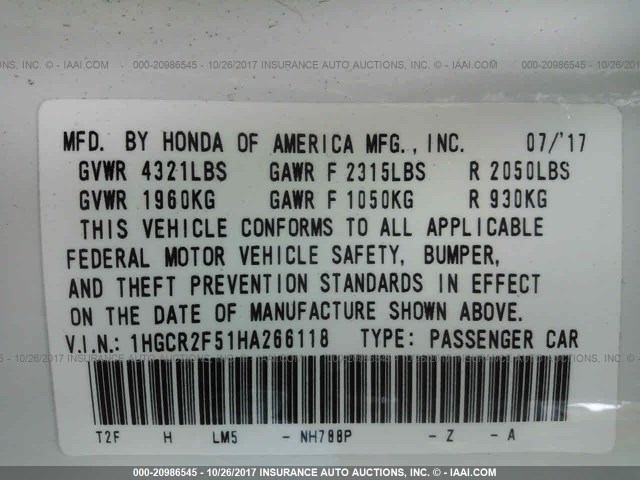 000-20986545 - 10/26/2017 INSURANCE AUTO AUCTIONS, INC. © - IAAI.COM
MFD. BY HONDA OF AMERICA MFG., INC. 07/'17
GVWR 4321LBS GAWR F 2315LBS R 2050LBS
GVWR 1960KG GAWR F 1050KG R 930KG
THIS VEHICLE CONFORMS TO ALL APPLICABLE
FEDERAL MOTOR VEHICLE SAFETY, BUMPER,
AND THEFT PREVENTION STANDARDS IN EFFECT
ON THE DATE OF MANUFACTURE SHOWN ABOVE.
V.I.N.: 1HGCR2F51HA266118 TYPE: PASSENGER CAR
T2F H LM5 - NH788P - Z - A
000-20986545 - 10/26/2017 INSURANCE AUTO AUCTIONS, INC. © - IAAI.COM